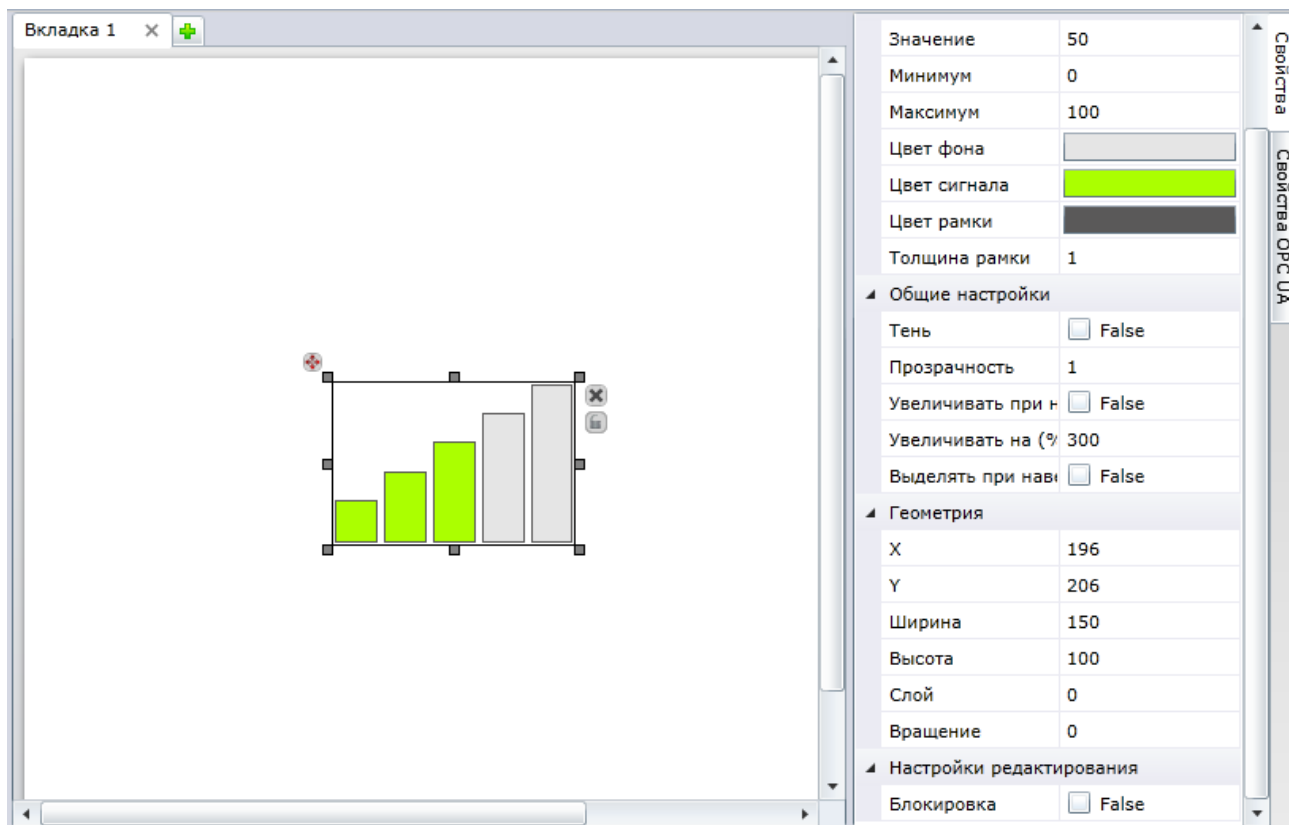 Вкладка 1
Значение 50
Минимум 0
Максимум 100
Цвет фона
Цвет сигнала
Цвет рамки
Толщина рамки 1
Общие настройки
Тень False
Прозрачность 1
Увеличивать при н False
Увеличивать на (% 300
Выделять при наве False
Геометрия
X 196
Y 206
Ширина 150
Высота 100
Слой 0
Вращение 0
Настройки редактирования
Блокировка False
Свойства
Свойства OPC UA